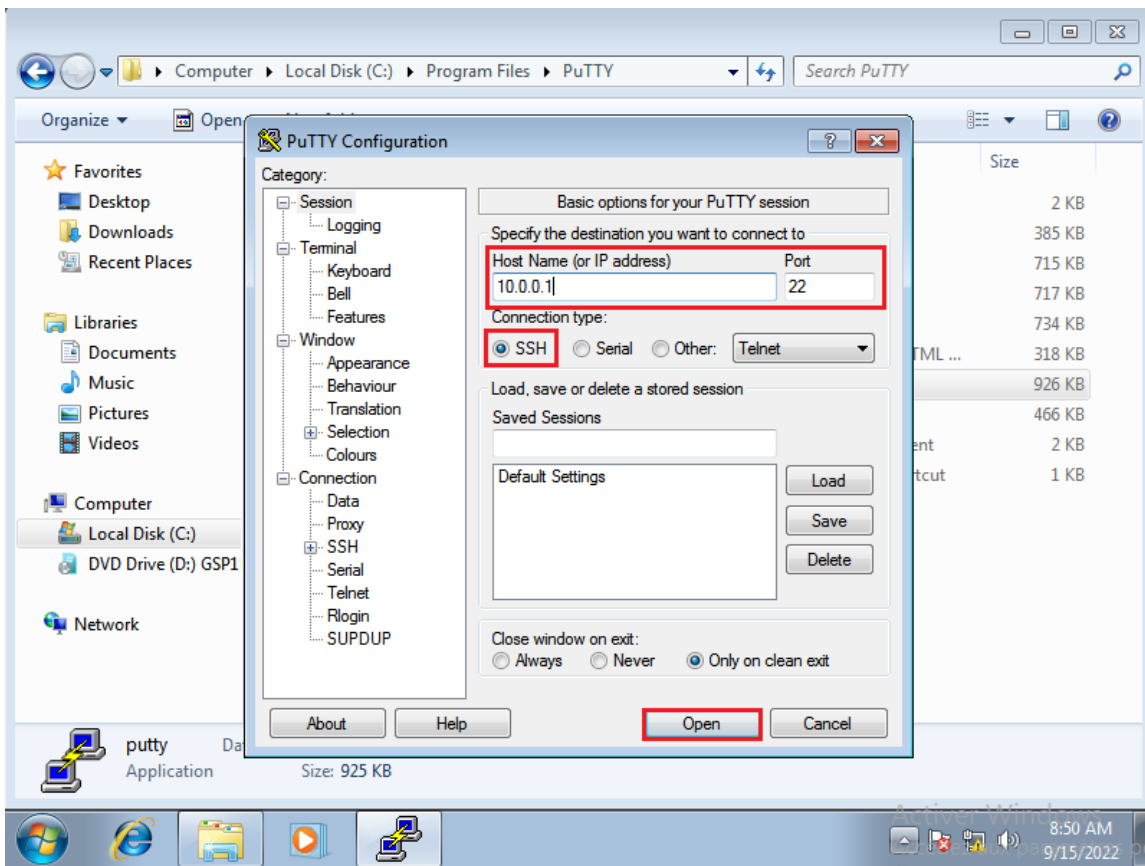 Computer Local Disk (C:) Program Files PuTTY
Search PuTTY
Organize Open
Size
Favorites
Desktop
Downloads
Recent Places
Libraries
Documents
Music
Pictures
Videos
Computer
Local Disk (C:)
DVD Drive (D:) GSP1
Network
2 KB
385 KB
715 KB
717 KB
734 KB
TML ... 318 KB
926 KB
466 KB
ent 2 KB
tcut 1 KB
PuTTY Configuration
Category:
Session
Logging
Terminal
Keyboard
Bell
Features
Window
Appearance
Behaviour
Translation
Selection
Colours
Connection
Data
Proxy
SSH
Serial
Telnet
Rlogin
SUPDUP
Basic options for your PuTTY session
Specify the destination you want to connect to
Host Name (or IP address) Port
10.0.0.1 22
Connection type:
SSH Serial Other: Telnet
Load, save or delete a stored session
Saved Sessions
Default Settings
Load
Save
Delete
Close window on exit:
Always Never Only on clean exit
About Help Open Cancel
putty Da
Application Size: 925 KB
Activer Windows
8:50 AM
9/15/2022